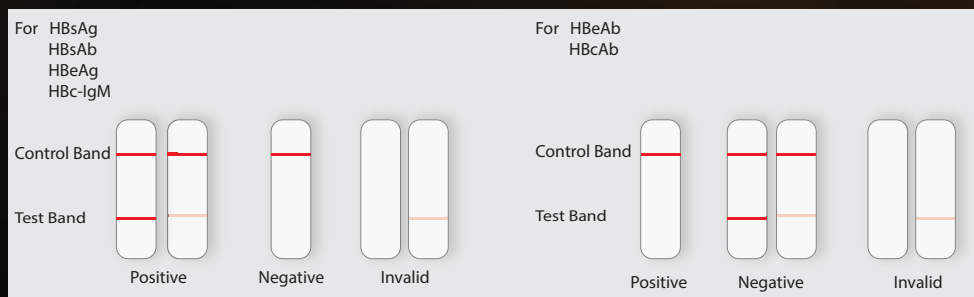 For HBsAg
HBsAb
HBeAg
HBc-IgM
Control Band
Test Band
Positive
Negative
Invalid
For HBeAb
HBcAb
Control Band
Test Band
Positive
Negative
Invalid